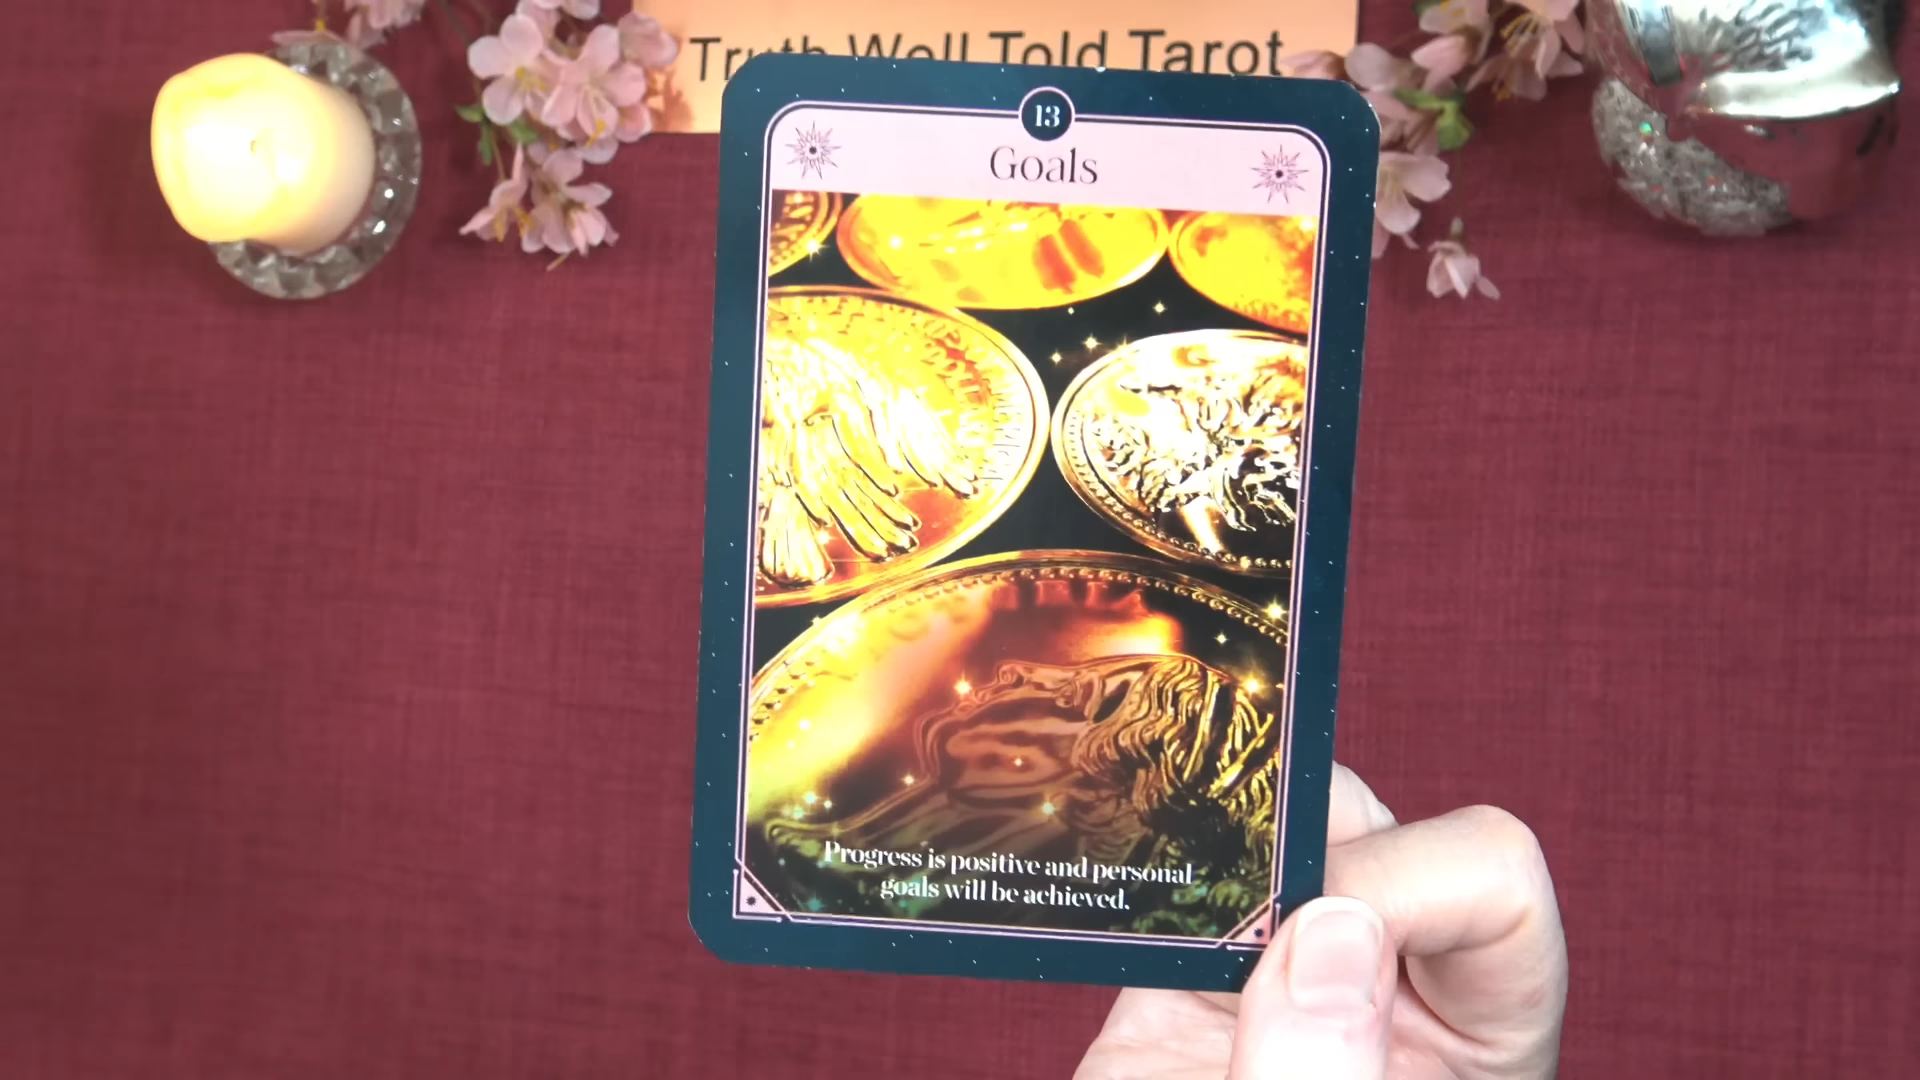 Truth Well Told Tarot
13
Goals
Progress is positive and personal
goals will be achieved.